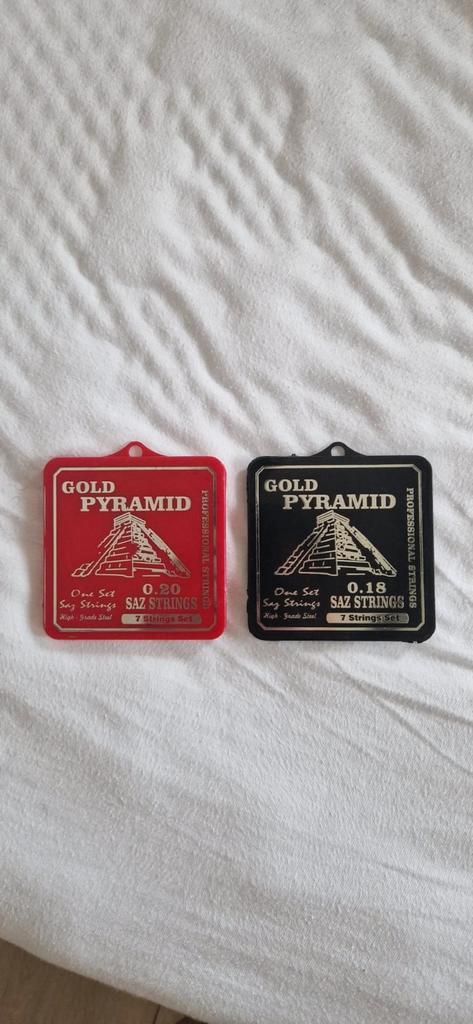 GOLD
PYRAMID
PROFESSIONAL STRINGS
0.20
One Set
Saz Strings
SAZ STRINGS
High - Grade Steel
7 Strings Set
GOLD
PYRAMID
PROFESSIONAL STRINGS
0.18
One Set
Saz Strings
SAZ STRINGS
High - Grade Steel
7 Strings Set